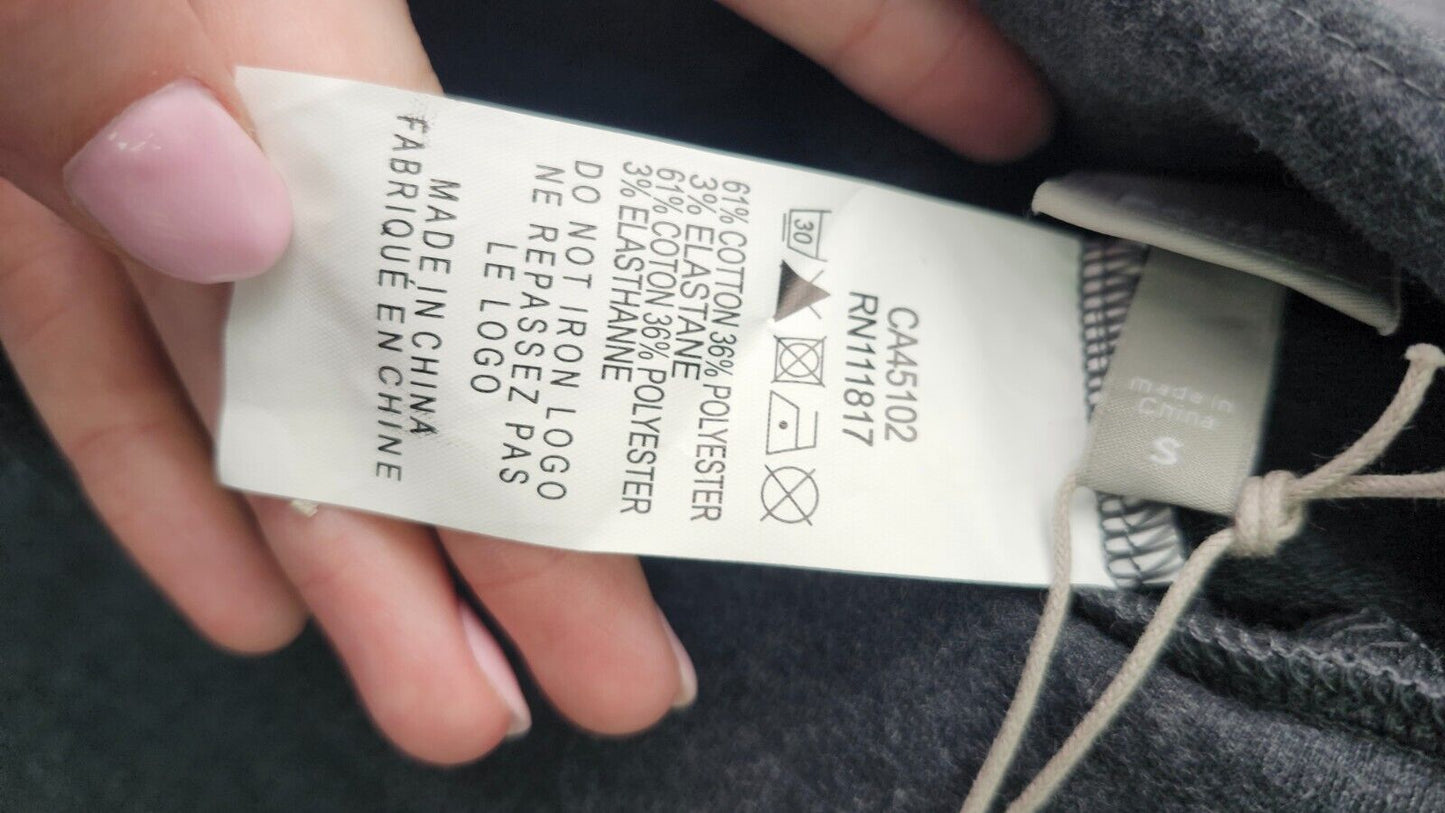 CA45102
RN111817
30
61% COTTON 36% POLYESTER
3% ELASTANE
61% COTON 36% POLYESTER
3% ELASTHANNE
DO NOT IRON LOGO
NE REPASSEZ PAS
LE LOGO
MADE IN CHINA
FABRIQUÉ EN CHINE
made in
China
S